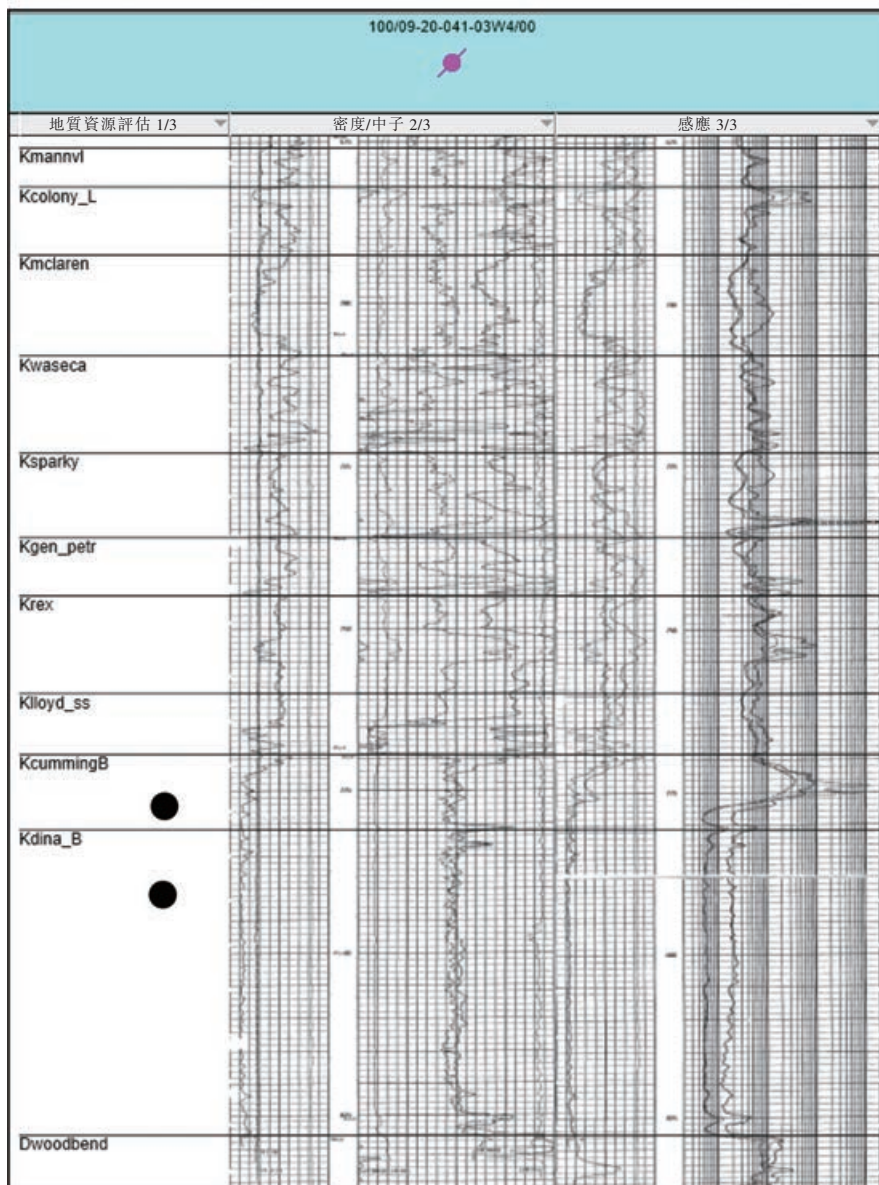 100/09-20-041-03W4/00
地質資源評估 1/3
密度/中子 2/3
感應 3/3
Kmannvl
Kcolony_L
Kmclaren
Kwaseca
Ksparky
Kgen_petr
Krex
Klloyd_ss
KcummingB
Kdina_B
Dwoodbend